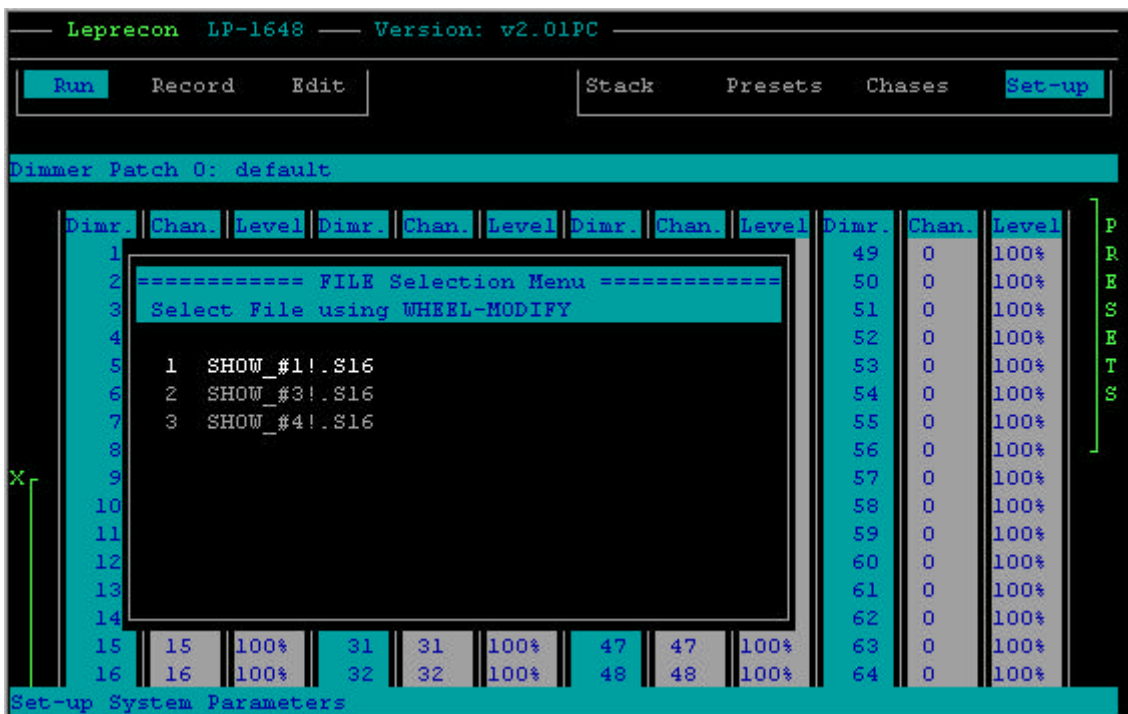 Leprecon LP-1648 Version: v2.01PC
Run Record Edit Stack Presets Chases Set-up
Dimmer Patch 0: default
Dimr. Chan. Level Dimr. Chan. Level Dimr. Chan. Level Dimr. Chan. Level
1 49 0 100%
2 ============ FILE Selection Menu ============= 50 0 100%
3 Select File using WHEEL-MODIFY 51 0 100%
4 52 0 100%
5 1 SHOW_#1!.S16 53 0 100%
6 2 SHOW_#3!.S16 54 0 100%
7 3 SHOW_#4!.S16 55 0 100%
8 56 0 100%
X 9 57 0 100%
10 58 0 100%
11 59 0 100%
12 60 0 100%
13 61 0 100%
14 62 0 100%
15 15 100% 31 31 100% 47 47 100% 63 0 100%
16 16 100% 32 32 100% 48 48 100% 64 0 100%
PRESETS
Set-up System Parameters